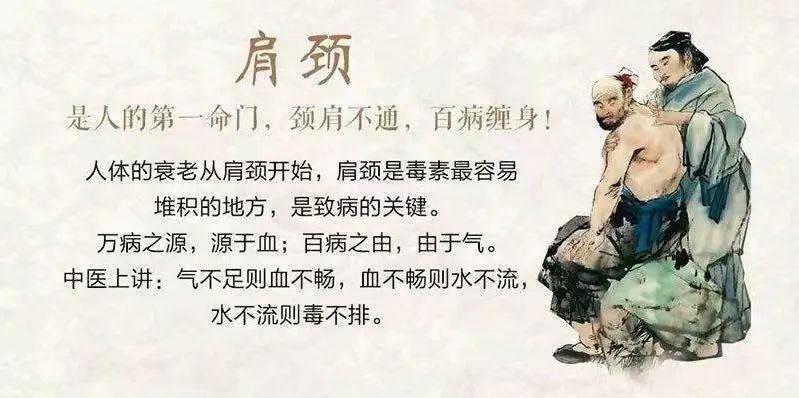 肩颈
是人的第一命门，颈肩不通，百病缠身！
人体的衰老从肩颈开始，肩颈是毒素最容易
堆积的地方，是致病的关键。
万病之源，源于血；百病之由，由于气。
中医上讲：气不足则血不畅，血不畅则水不流，
水不流则毒不排。